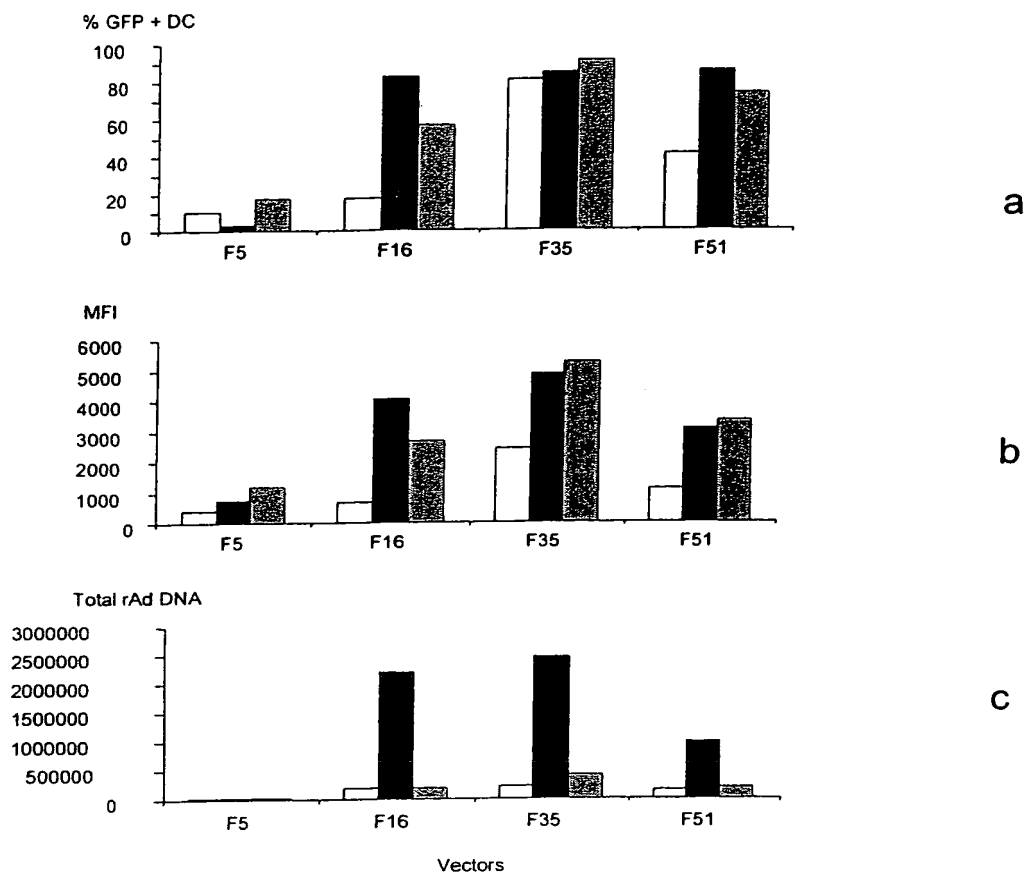 % GFP + DC
100
80
60
40
20
0
F5 F16 F35 F51
a
MFI
6000
5000
4000
3000
2000
1000
0
F5 F16 F35 F51
b
Total rAd DNA
3000000
2500000
2000000
1500000
1000000
500000
0
F5 F16 F35 F51
c
Vectors